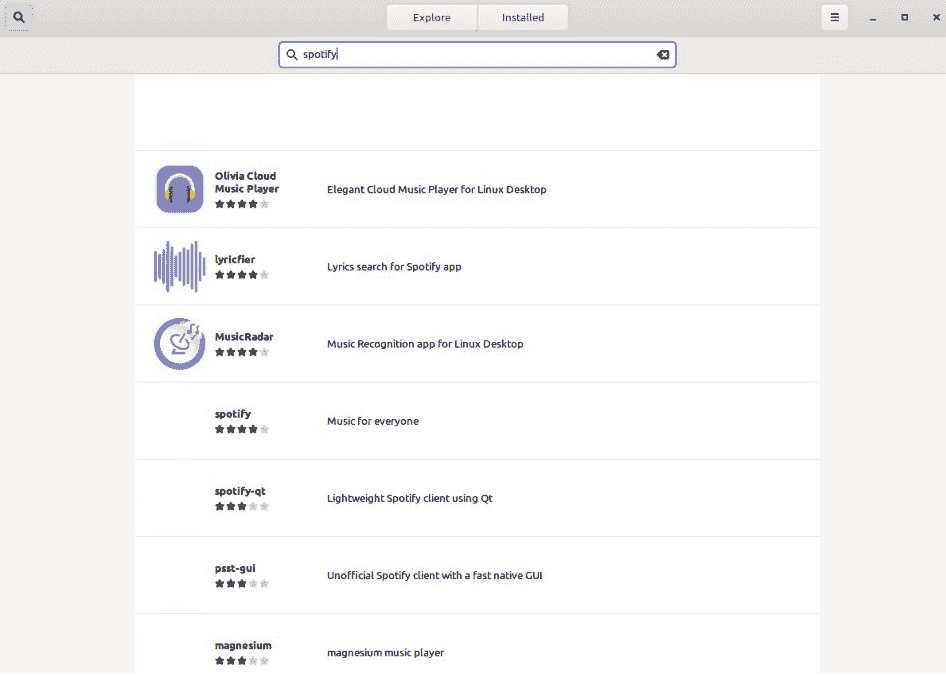 Explore
Installed
spotify
Olivia Cloud
Music Player
Elegant Cloud Music Player for Linux Desktop
lyricfier
Lyrics search for Spotify app
MusicRadar
Music Recognition app for Linux Desktop
spotify
Music for everyone
spotify-qt
Lightweight Spotify client using Qt
psst-gui
Unofficial Spotify client with a fast native GUI
magnesium
magnesium music player